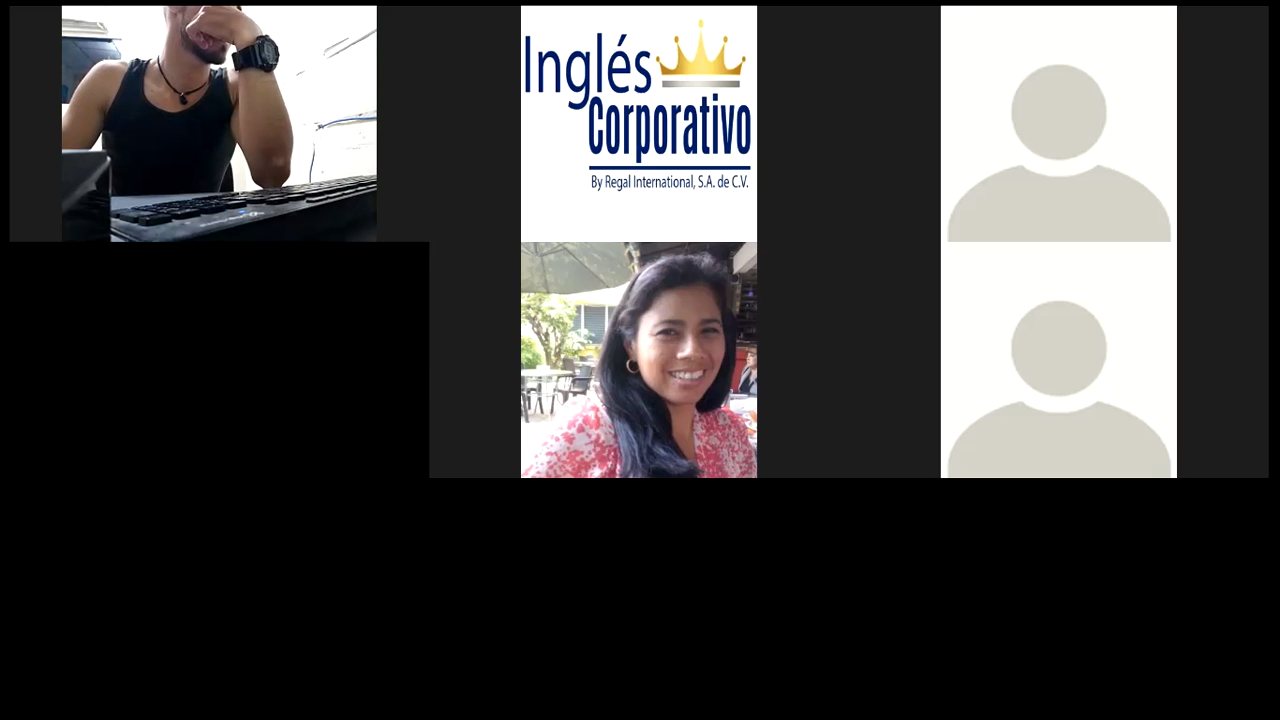 Inglés
Corporativo
By Regal International, S.A. de C.V.